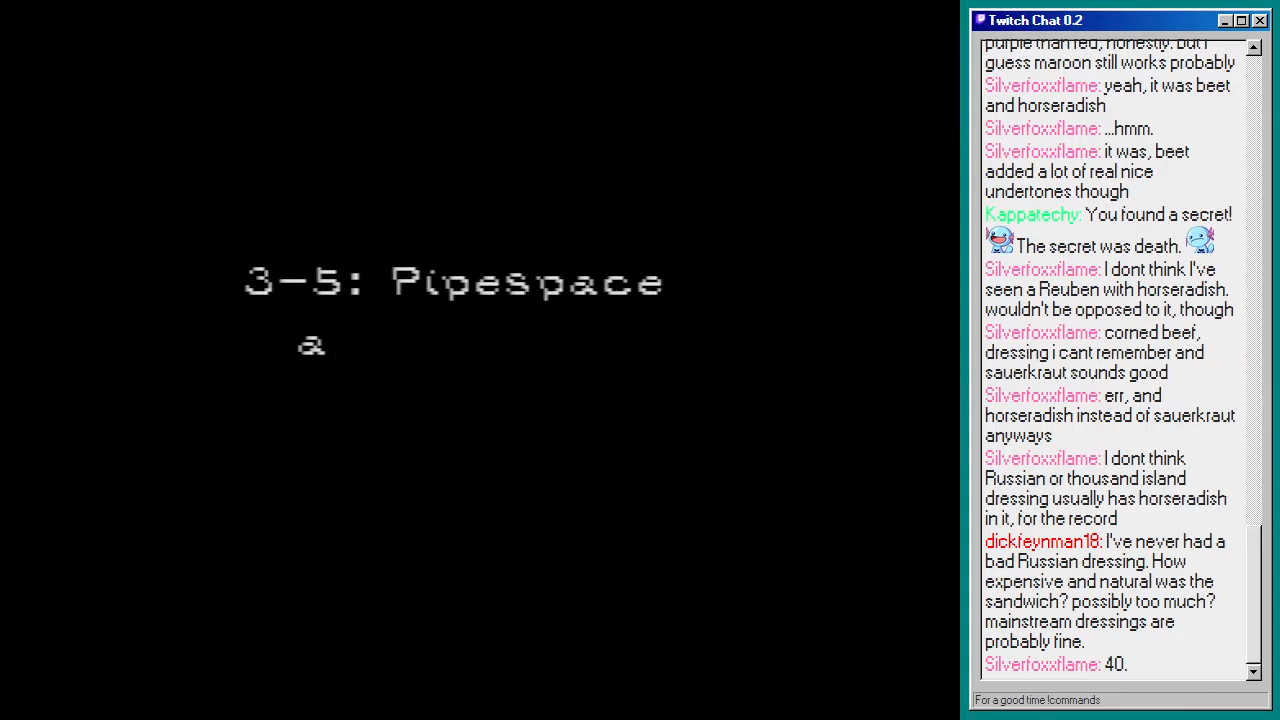 3-5: Pipespace
a
Twitch Chat 0.2
purple than red, honestly. but I
guess maroon still works probably
Silverfoxxflame: yeah, it was beet
and horseradish
Silverfoxxflame: ...hmm.
Silverfoxxflame: it was, beet
added a lot of real nice
undertones though
Kappatechy: You found a secret!
The secret was death.
Silverfoxxflame: I dont think I've
seen a Reuben with horseradish.
wouldn't be opposed to it, though
Silverfoxxflame: corned beef,
dressing i cant remember and
sauerkraut sounds good
Silverfoxxflame: err, and
horseradish instead of sauerkraut
anyways
Silverfoxxflame: I dont think
Russian or thousand island
dressing usually has horseradish
in it, for the record
dickfeynman18: I've never had a
bad Russian dressing. How
expensive and natural was the
sandwich? possibly too much?
mainstream dressings are
probably fine.
Silverfoxxflame: 40.
For a good time !commands